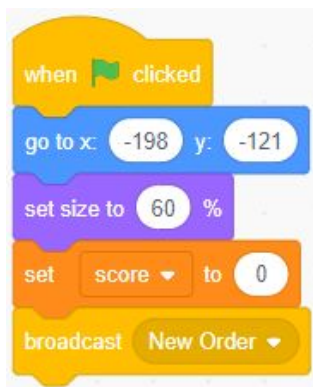 when clicked
go to x: -198 y: -121
set size to 60 %
set score to 0
broadcast New Order